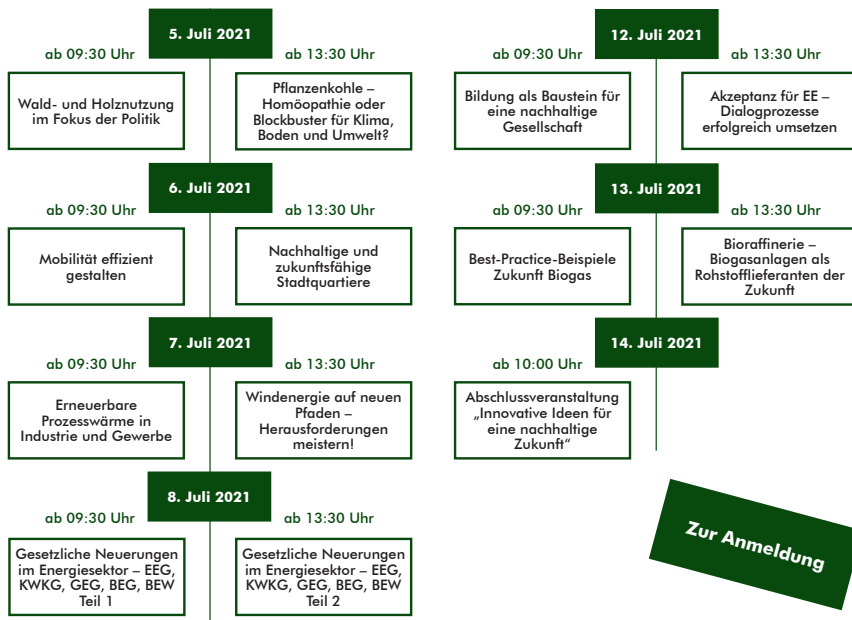 5. Juli 2021
ab 09:30 Uhr
Wald- und Holznutzung
im Fokus der Politik
ab 13:30 Uhr
Pflanzenkohle –
Homöopathie oder
Blockbuster für Klima,
Boden und Umwelt?
6. Juli 2021
ab 09:30 Uhr
Mobilität effizient
gestalten
ab 13:30 Uhr
Nachhaltige und
zukunftsfähige
Stadtquartiere
7. Juli 2021
ab 09:30 Uhr
Erneuerbare
Prozesswärme in
Industrie und Gewerbe
ab 13:30 Uhr
Windenergie auf neuen
Pfaden –
Herausforderungen
meistern!
8. Juli 2021
ab 09:30 Uhr
Gesetzliche Neuerungen
im Energiesektor – EEG,
KWKG, GEG, BEG, BEW
Teil 1
ab 13:30 Uhr
Gesetzliche Neuerungen
im Energiesektor – EEG,
KWKG, GEG, BEG, BEW
Teil 2
12. Juli 2021
ab 09:30 Uhr
Bildung als Baustein für
eine nachhaltige
Gesellschaft
ab 13:30 Uhr
Akzeptanz für EE –
Dialogprozesse
erfolgreich umsetzen
13. Juli 2021
ab 09:30 Uhr
Best-Practice-Beispiele
Zukunft Biogas
ab 13:30 Uhr
Bioraffinerie –
Biogasanlagen als
Rohstofflieferanten der
Zukunft
14. Juli 2021
ab 10:00 Uhr
Abschlussveranstaltung
„Innovative Ideen für
eine nachhaltige
Zukunft“
Zur Anmeldung